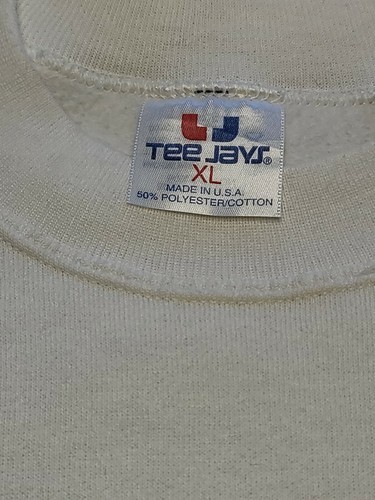 Tee Jays®
XL
MADE IN U.S.A.
50% POLYESTER/COTTON